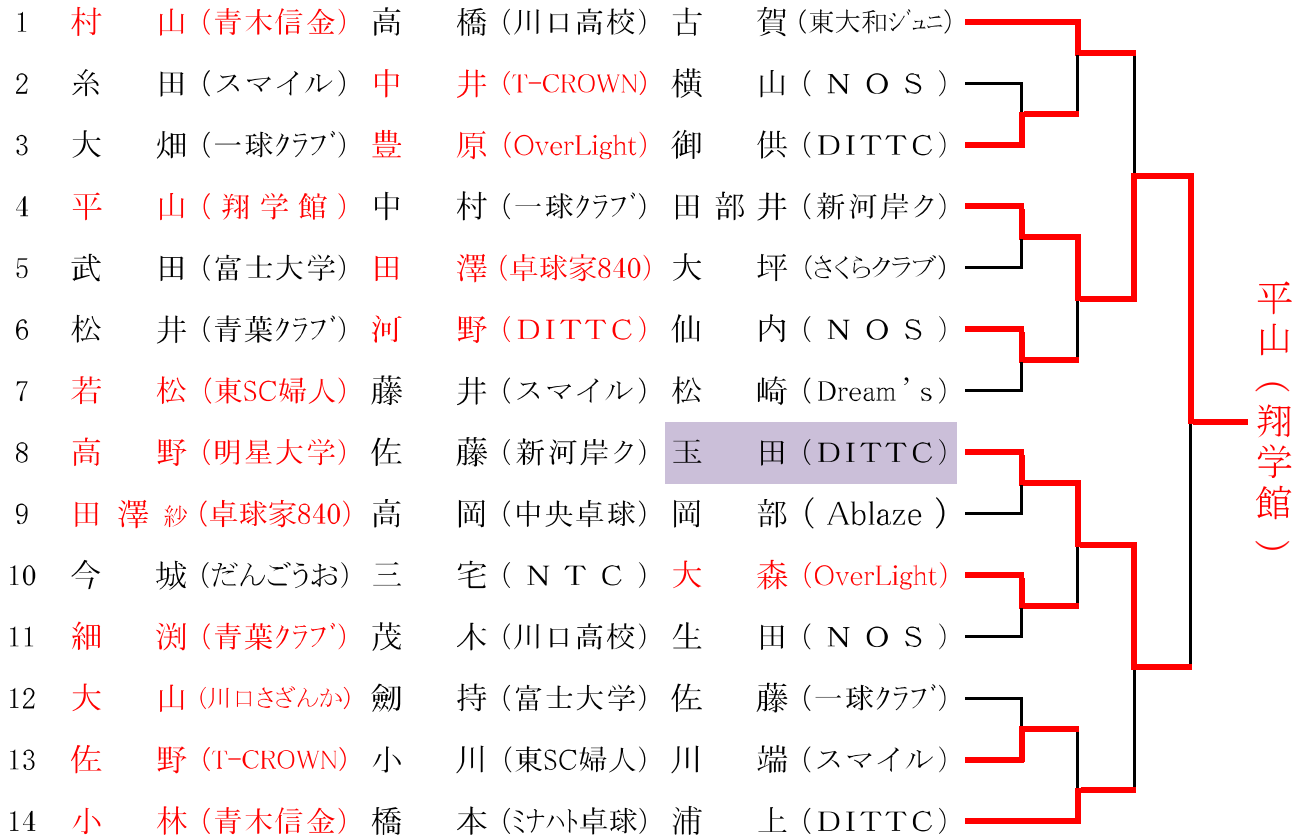 1 村山(青木信金) 高橋(川口高校) 古賀(東大和ジュニ)
2 糸田(スマイル) 中井(T-CROWN) 横山(NOS)
3 大畑(一球クラブ) 豊原(OverLight) 御供(DITTC)
4 平山(翔学館) 中村(一球クラブ) 田部井(新河岸ク)
5 武田(富士大学) 田澤(卓球家840) 大坪(さくらクラブ)
6 松井(青葉クラブ) 河野(DITTC) 仙内(NOS)
7 若松(東SC婦人) 藤井(スマイル) 松崎(Dream's)
8 高野(明星大学) 佐藤(新河岸ク) 玉田(DITTC)
9 田澤紗(卓球家840) 高岡(中央卓球) 岡部(Ablaze)
10 今城(だんごうお) 三宅(NTC) 大森(OverLight)
11 細渕(青葉クラブ) 茂木(川口高校) 生田(NOS)
12 大山(川口さざんか) 劒持(富士大学) 佐藤(一球クラブ)
13 佐野(T-CROWN) 小川(東SC婦人) 川端(スマイル)
14 小林(青木信金) 橋本(ミナハト卓球) 浦上(DITTC)
平山(翔学館)